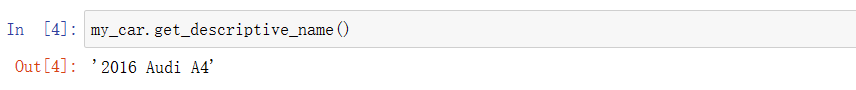 In [4]: my_car.get_descriptive_name()
Out[4]: '2016 Audi A4'